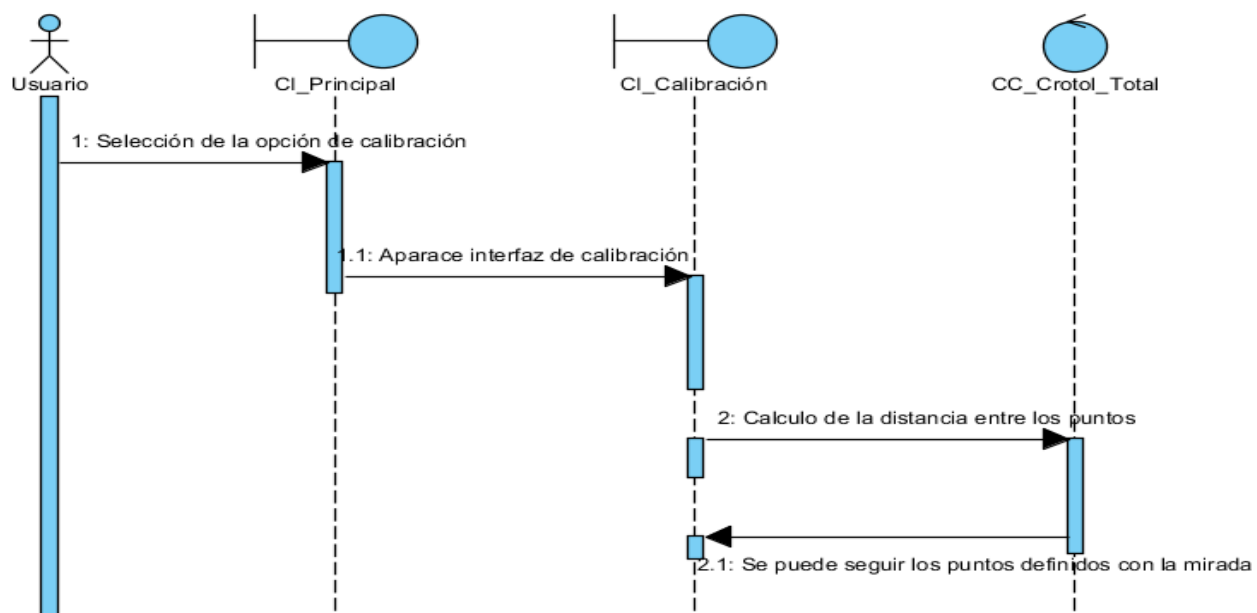 Usuario
CI_Principal
CI_Calibración
CC_Crotol_Total
1: Selección de la opción de calibración
1.1: Aparace interfaz de calibración
2: Calculo de la distancia entre los puntos
2.1: Se puede seguir los puntos definidos con la mirada